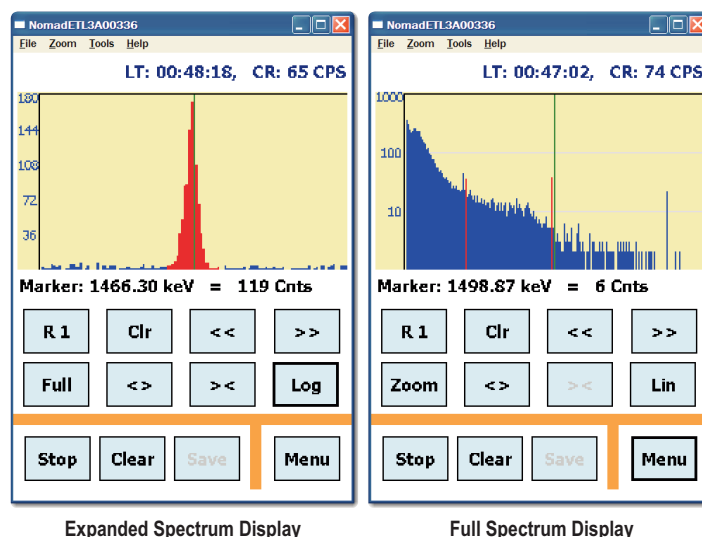 NomadETL3A00336
File Zoom Tools Help
LT: 00:48:18, CR: 65 CPS
180
144
108
72
36
Marker: 1466.30 keV = 119 Cnts
R 1 Clr << >>
Full <> >< Log
Stop Clear Save Menu
Expanded Spectrum Display
NomadETL3A00336
File Zoom Tools Help
LT: 00:47:02, CR: 74 CPS
1000
100
10
Marker: 1498.87 keV = 6 Cnts
R 1 Clr << >>
Zoom <> >< Lin
Stop Clear Save Menu
Full Spectrum Display